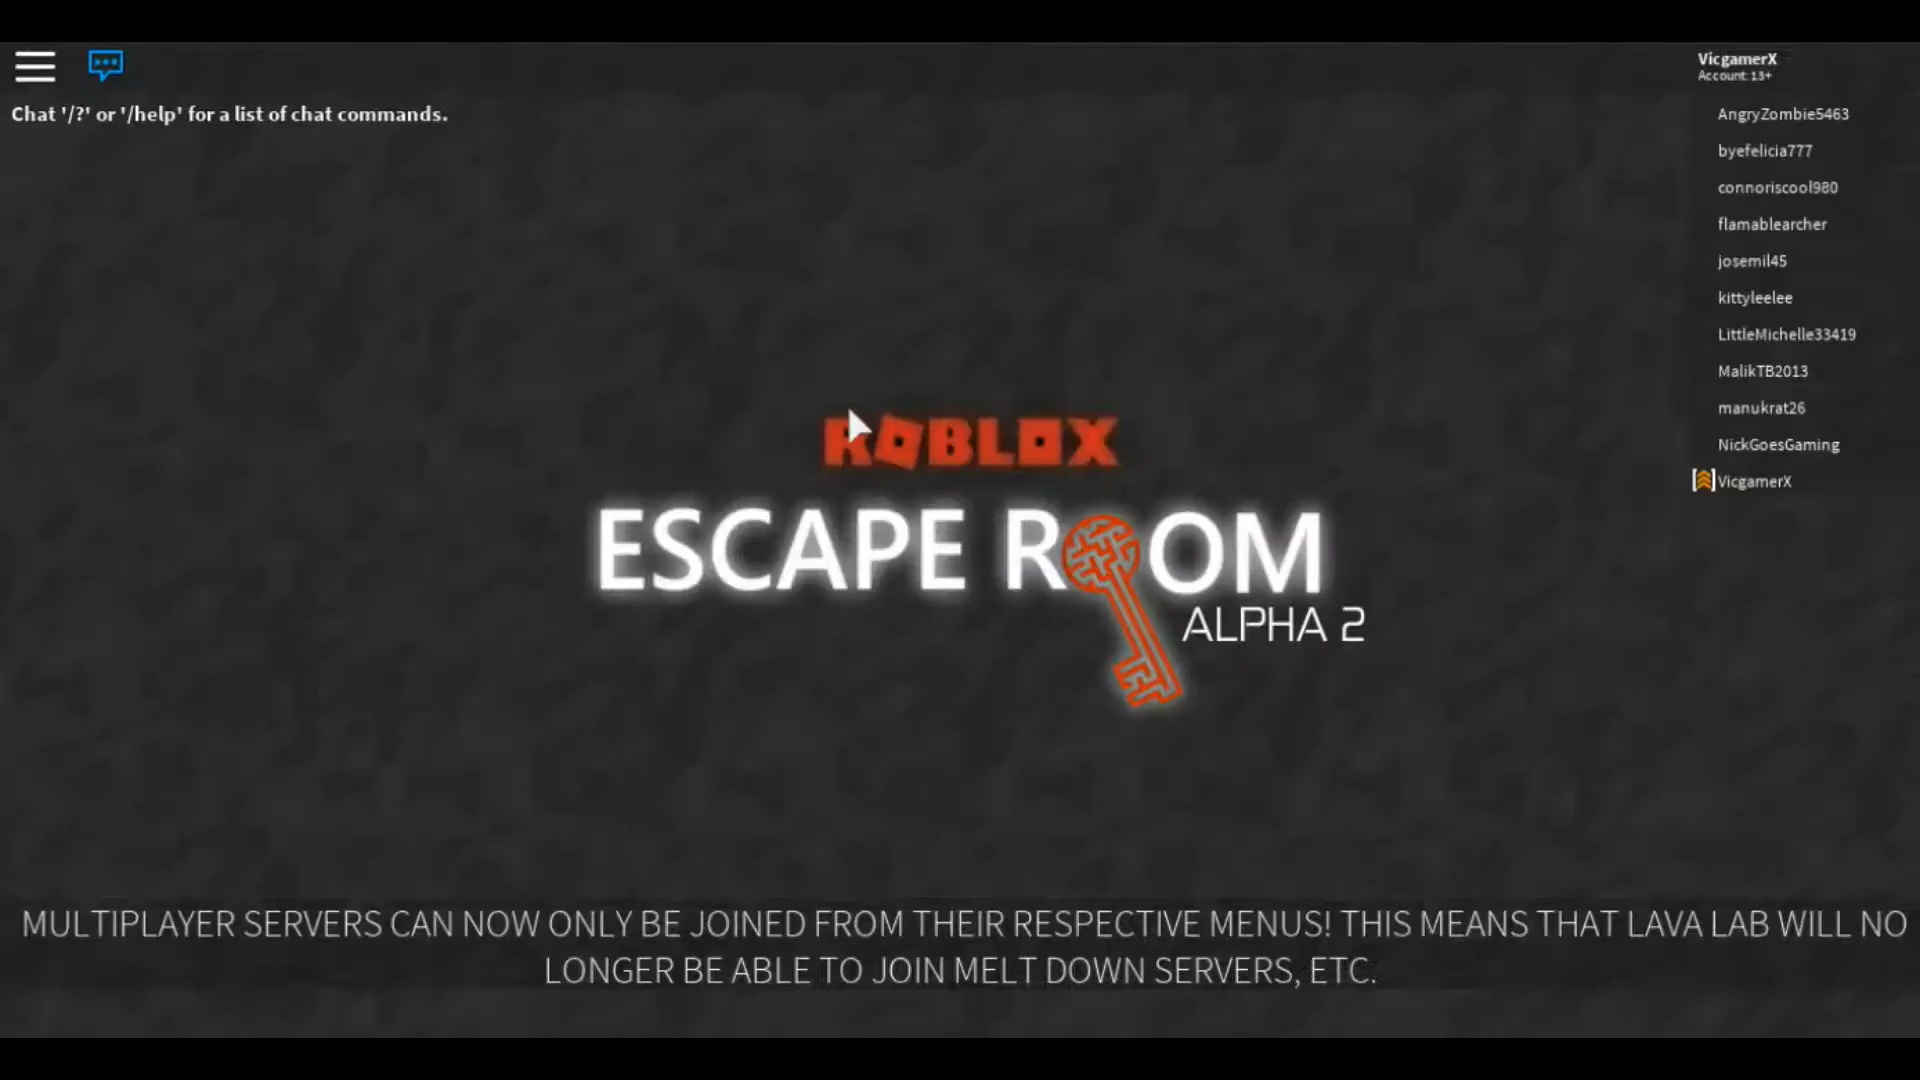 VicgamerX
Account: 13+
Chat '/?' or '/help' for a list of chat commands.
AngryZombie5463
byefelicia777
connoriscool980
flamablearcher
josemil45
kittyleelee
LittleMichelle33419
MalikTB2013
manukrat26
NickGoesGaming
VicgamerX
ROBLOX
ESCAPE ROOM
ALPHA 2
MULTIPLAYER SERVERS CAN NOW ONLY BE JOINED FROM THEIR RESPECTIVE MENUS! THIS MEANS THAT LAVA LAB WILL NO
LONGER BE ABLE TO JOIN MELT DOWN SERVERS, ETC.